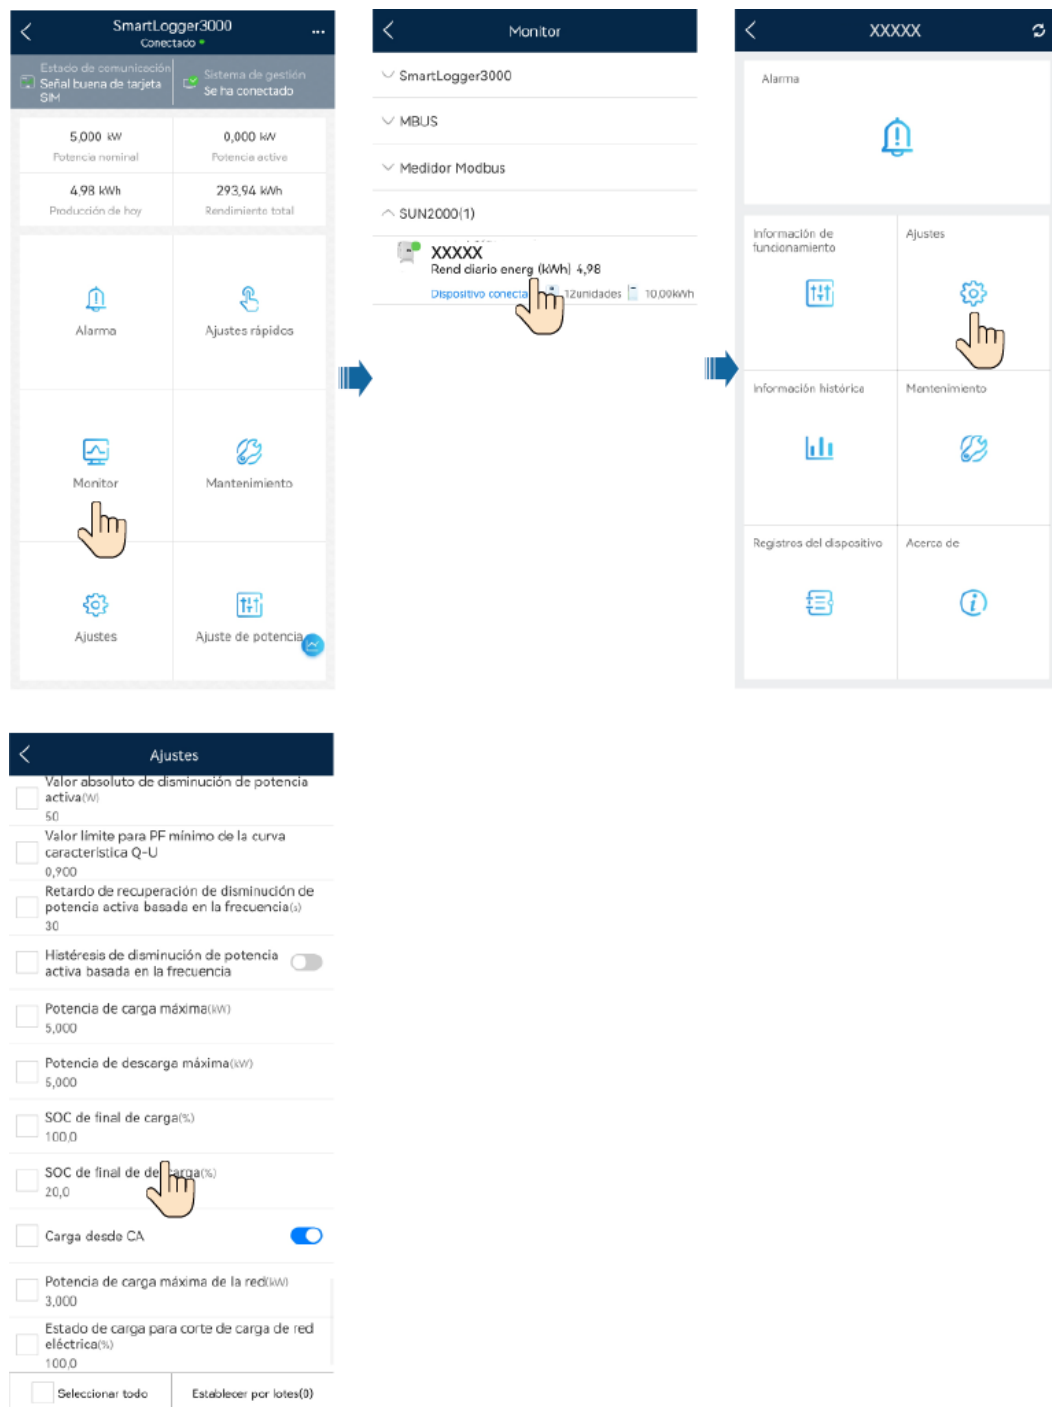 SmartLogger3000
Conectado
Estado de comunicación
Señal buena de tarjeta
SIM
Sistema de gestión
Se ha conectado
5,000 kW
Potencia nominal
0,000 kW
Potencia activa
4,98 kWh
Producción de hoy
293,94 kWh
Rendimiento total
Alarma
Ajustes rápidos
Monitor
Mantenimiento
Ajustes
Ajuste de potencia
Monitor
SmartLogger3000
MBUS
Medidor Modbus
SUN2000(1)
XXXXX
Rend diario energ (kWh) 4,98
Dispositivo conecta
12unidades
10,00kWh
XXXXX
Alarma
Información de
funcionamiento
Ajustes
Información histórica
Mantenimiento
Registros del dispositivo
Acerca de
Ajustes
Valor absoluto de disminución de potencia
activa(W)
50
Valor límite para PF mínimo de la curva
característica Q-U
0,900
Retardo de recuperación de disminución de
potencia activa basada en la frecuencia(s)
30
Histéresis de disminución de potencia
activa basada en la frecuencia
Potencia de carga máxima(kW)
5,000
Potencia de descarga máxima(kW)
5,000
SOC de final de carga(%)
100,0
SOC de final de descarga(%)
20,0
Carga desde CA
Potencia de carga máxima de la red(kW)
3,000
Estado de carga para corte de carga de red
eléctrica(%)
100,0
Seleccionar todo
Establecer por lotes(0)